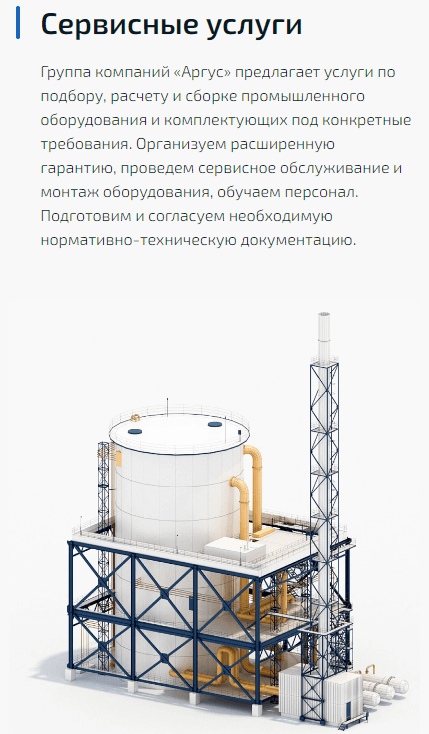 Сервисные услуги
Группа компаний «Аргус» предлагает услуги по
подбору, расчету и сборке промышленного
оборудования и комплектующих под конкретные
требования. Организуем расширенную
гарантию, проведем сервисное обслуживание и
монтаж оборудования, обучаем персонал.
Подготовим и согласуем необходимую
нормативно-техническую документацию.